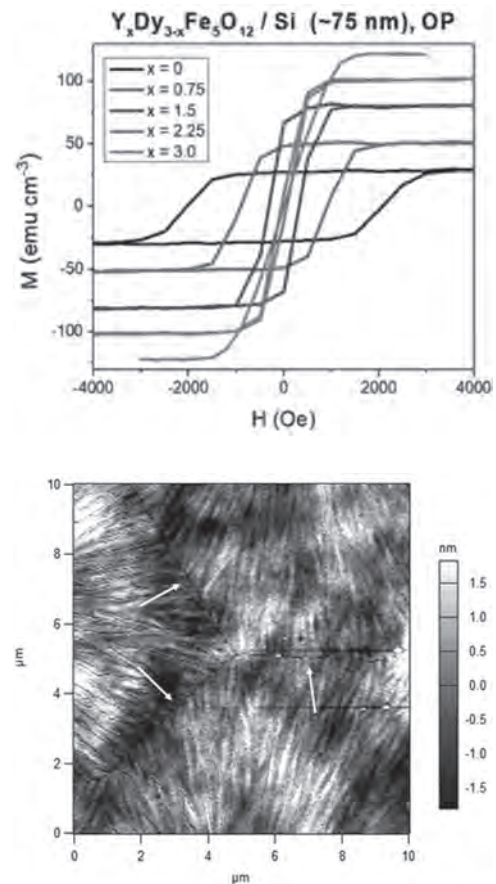 YₓDy₃₋ₓFe₅O₁₂ / Si (~75 nm), OP
x = 0
x = 0.75
x = 1.5
x = 2.25
x = 3.0
M (emu cm⁻³)
100
50
0
-50
-100
-4000 -2000 0 2000 4000
H (Oe)
10
8
6
4
2
0
µm
0 2 4 6 8 10
µm
nm
1.5
1.0
0.5
0.0
-0.5
-1.0
-1.5